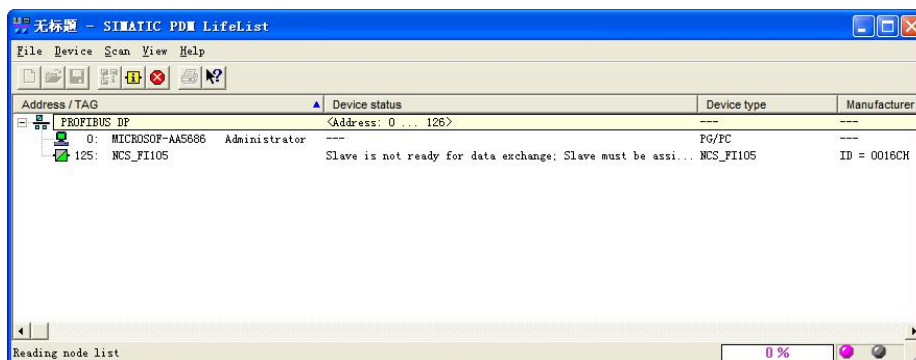 无标题 - SIMATIC PDM LifeList
File Device Scan View Help
Address / TAG Device status Device type Manufacturer
PROFIBUS DP <Address: 0 ... 126> --- ---
0: MICROSOF-AA5686 Administrator --- PG/PC ---
125: NCS_FI105 Slave is not ready for data exchange; Slave must be assi... NCS_FI105 ID = 0016CH
Reading node list 0 %